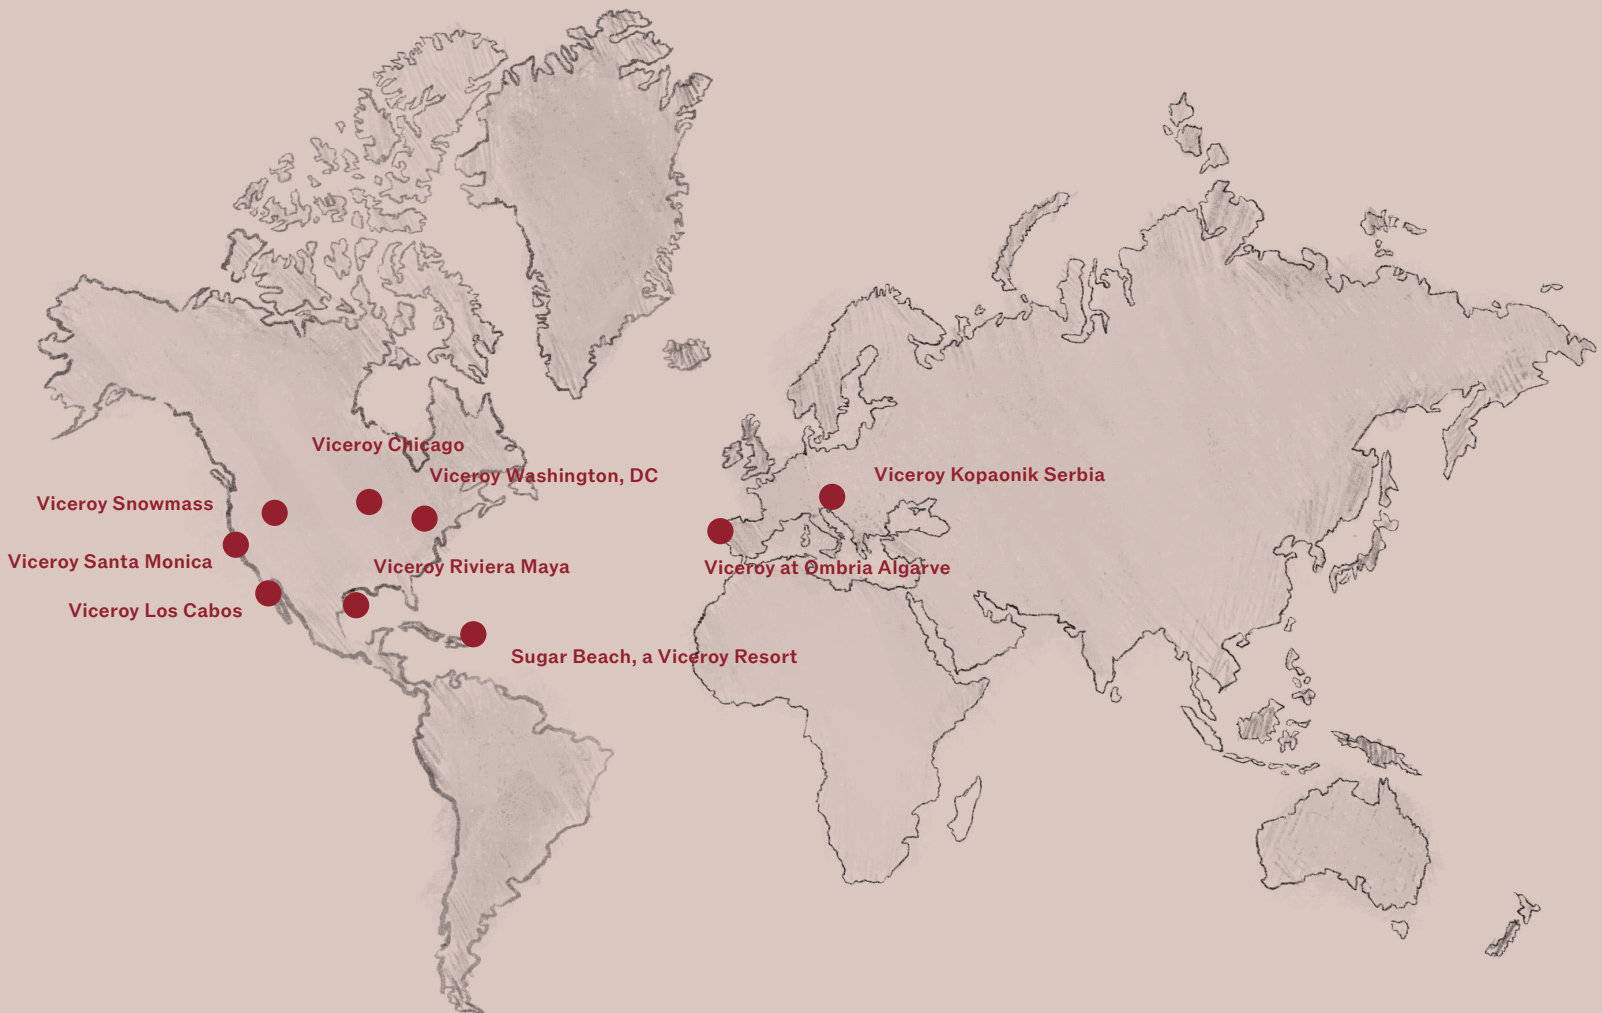 Viceroy Chicago
Viceroy Washington, DC
Viceroy Kopaonik Serbia
Viceroy Snowmass
Viceroy Santa Monica
Viceroy Riviera Maya
Viceroy at Ombria Algarve
Viceroy Los Cabos
Sugar Beach, a Viceroy Resort